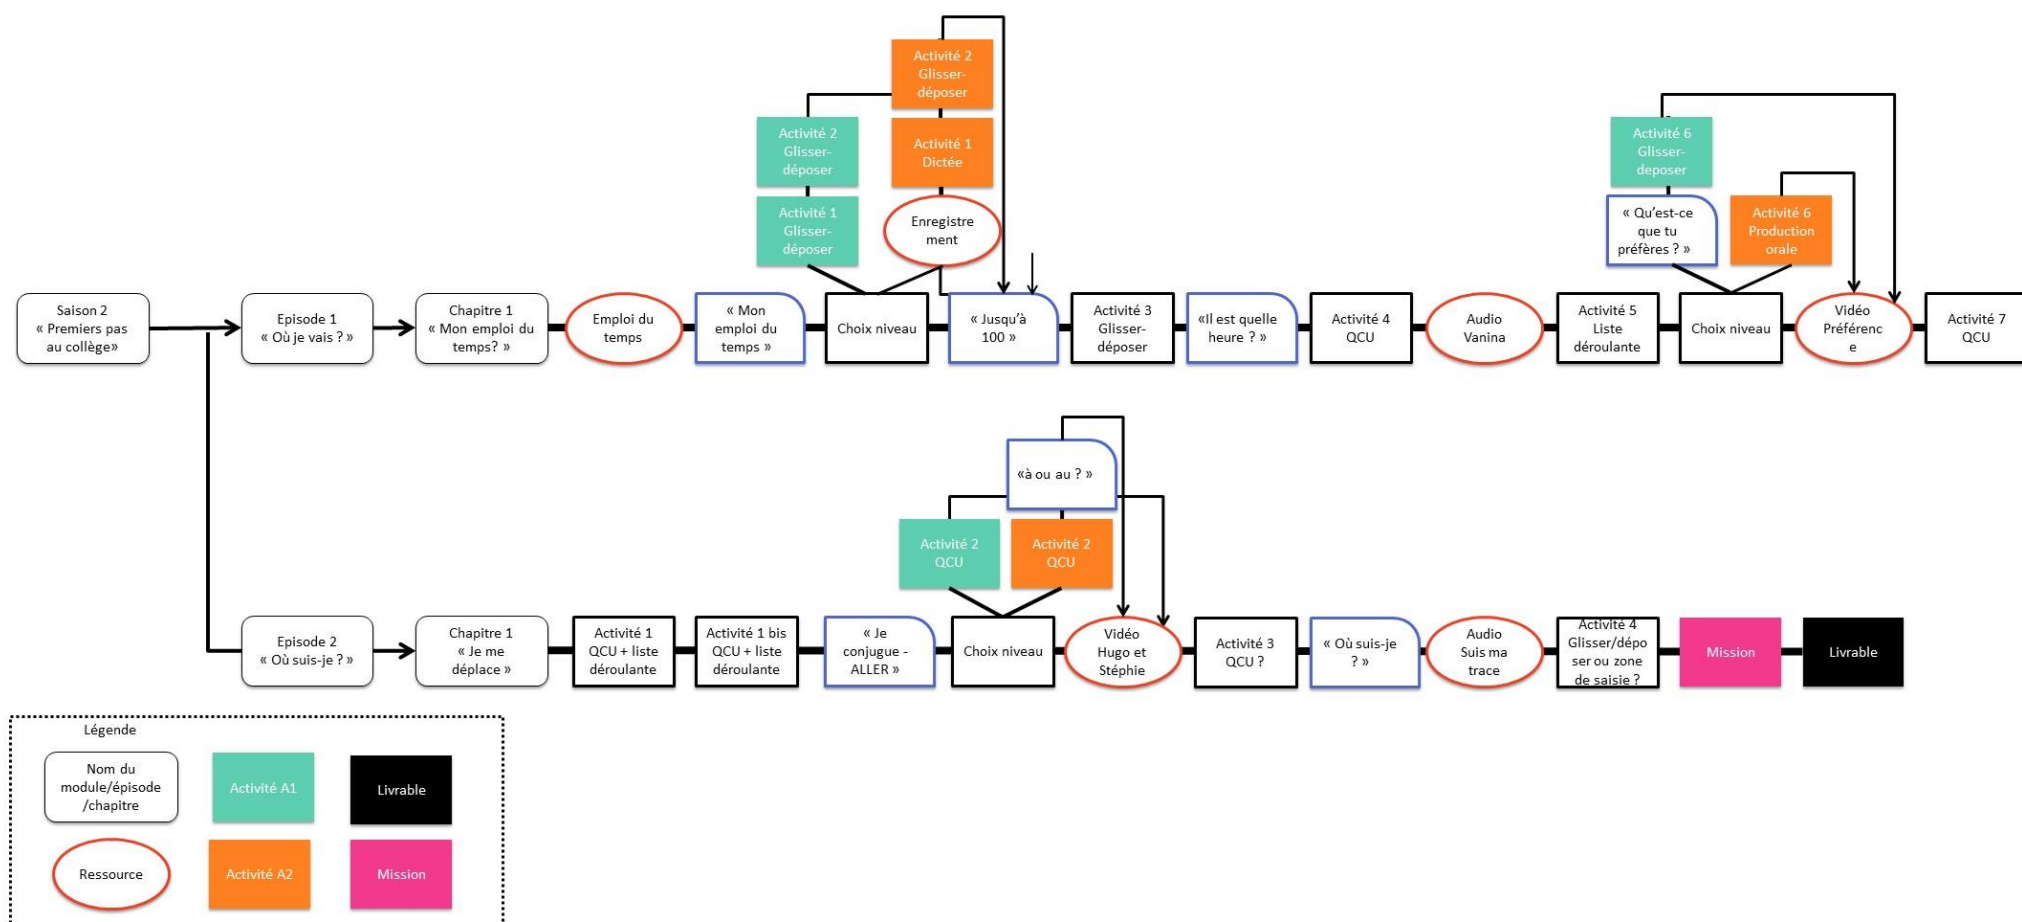 Activité 2
Glisser-
déposer
Activité 2
Glisser-
déposer
Activité 1
Dictée
Activité 1
Glisser-
déposer
Enregistre
ment
Activité 6
Glisser-
deposer
« Qu'est-ce
que tu
préfères ? »
Activité 6
Production
orale
Saison 2
« Premiers pas
au collège»
Episode 1
« Où je vais ? »
Chapitre 1
« Mon emploi du
temps? »
Emploi du
temps
« Mon
emploi du
temps »
Choix niveau
« Jusqu'à
100 »
Activité 3
Glisser-
déposer
«Il est quelle
heure ? »
Activité 4
QCU
Audio
Vanina
Activité 5
Liste
déroulante
Choix niveau
Vidéo
Préférenc
e
Activité 7
QCU
«à ou au ? »
Activité 2
QCU
Activité 2
QCU
Episode 2
« Où suis-je ? »
Chapitre 1
« Je me
déplace »
Activité 1
QCU + liste
déroulante
Activité 1 bis
QCU + liste
déroulante
« Je
conjugue -
ALLER »
Choix niveau
Vidéo
Hugo et
Stéphie
Activité 3
QCU ?
« Où suis-je
? »
Audio
Suis ma
trace
Activité 4
Glisser/dépo
ser ou zone
de saisie ?
Mission
Livrable
Légende
Nom du
module/épisode
/chapitre
Activité A1
Livrable
Ressource
Activité A2
Mission